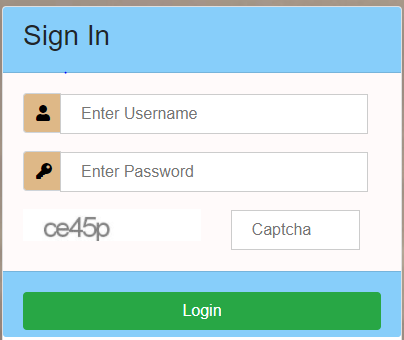 Sign In
Enter Username
Enter Password
ce45p
Captcha
Login